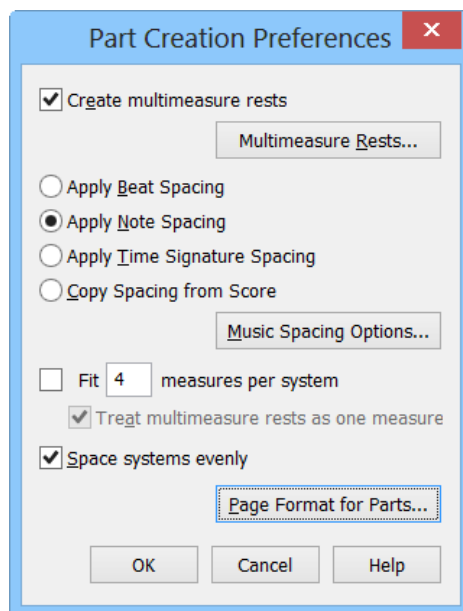 Part Creation Preferences
Create multimeasure rests
Multimeasure Rests...
Apply Beat Spacing
Apply Note Spacing
Apply Time Signature Spacing
Copy Spacing from Score
Music Spacing Options...
Fit 4 measures per system
Treat multimeasure rests as one measure
Space systems evenly
Page Format for Parts...
OK Cancel Help